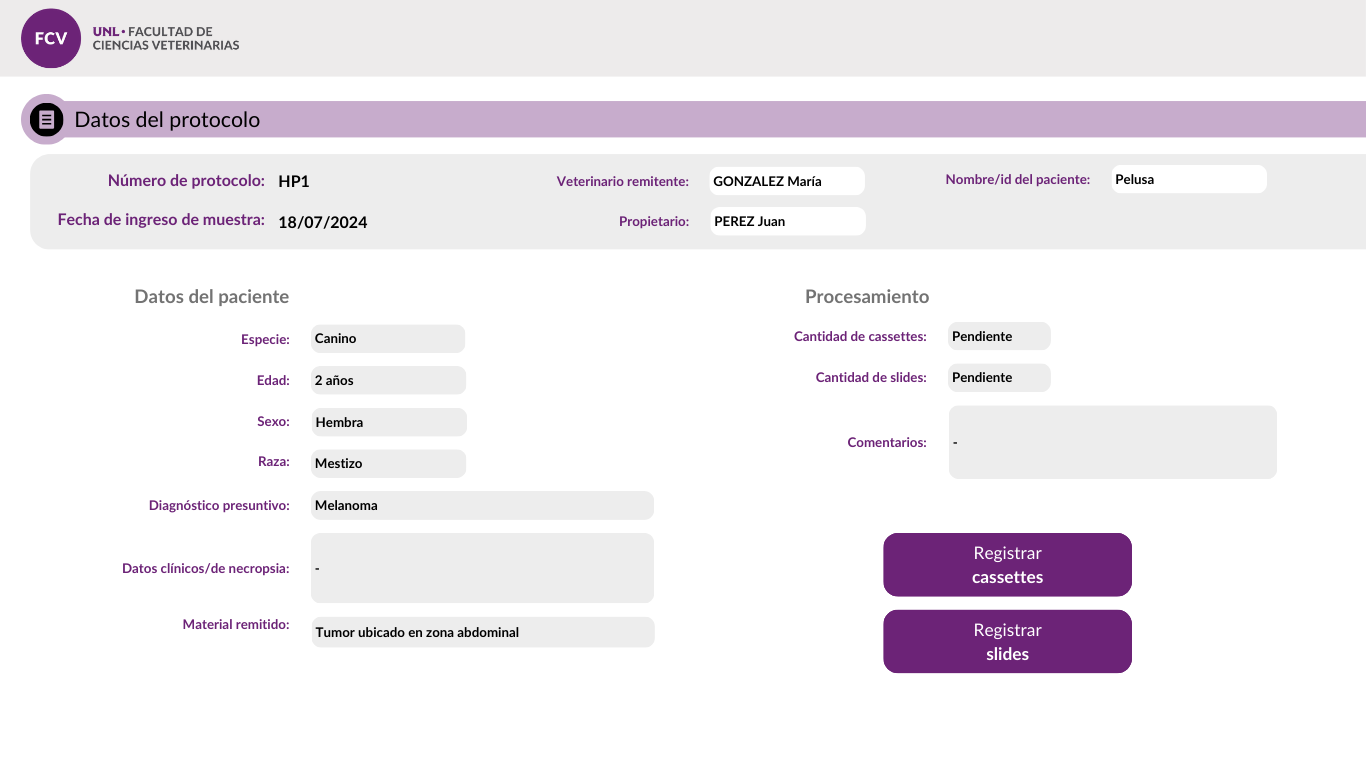 FCV
UNL • FACULTAD DE
CIENCIAS VETERINARIAS
Datos del protocolo
Número de protocolo: HP1
Veterinario remitente: GONZALEZ María
Nombre/id del paciente: Pelusa
Fecha de ingreso de muestra: 18/07/2024
Propietario: PEREZ Juan
Datos del paciente
Especie: Canino
Edad: 2 años
Sexo: Hembra
Raza: Mestizo
Diagnóstico presuntivo: Melanoma
Datos clínicos/de necropsia: -
Material remitido: Tumor ubicado en zona abdominal
Procesamiento
Cantidad de cassettes: Pendiente
Cantidad de slides: Pendiente
Comentarios: -
Registrar
cassettes
Registrar
slides